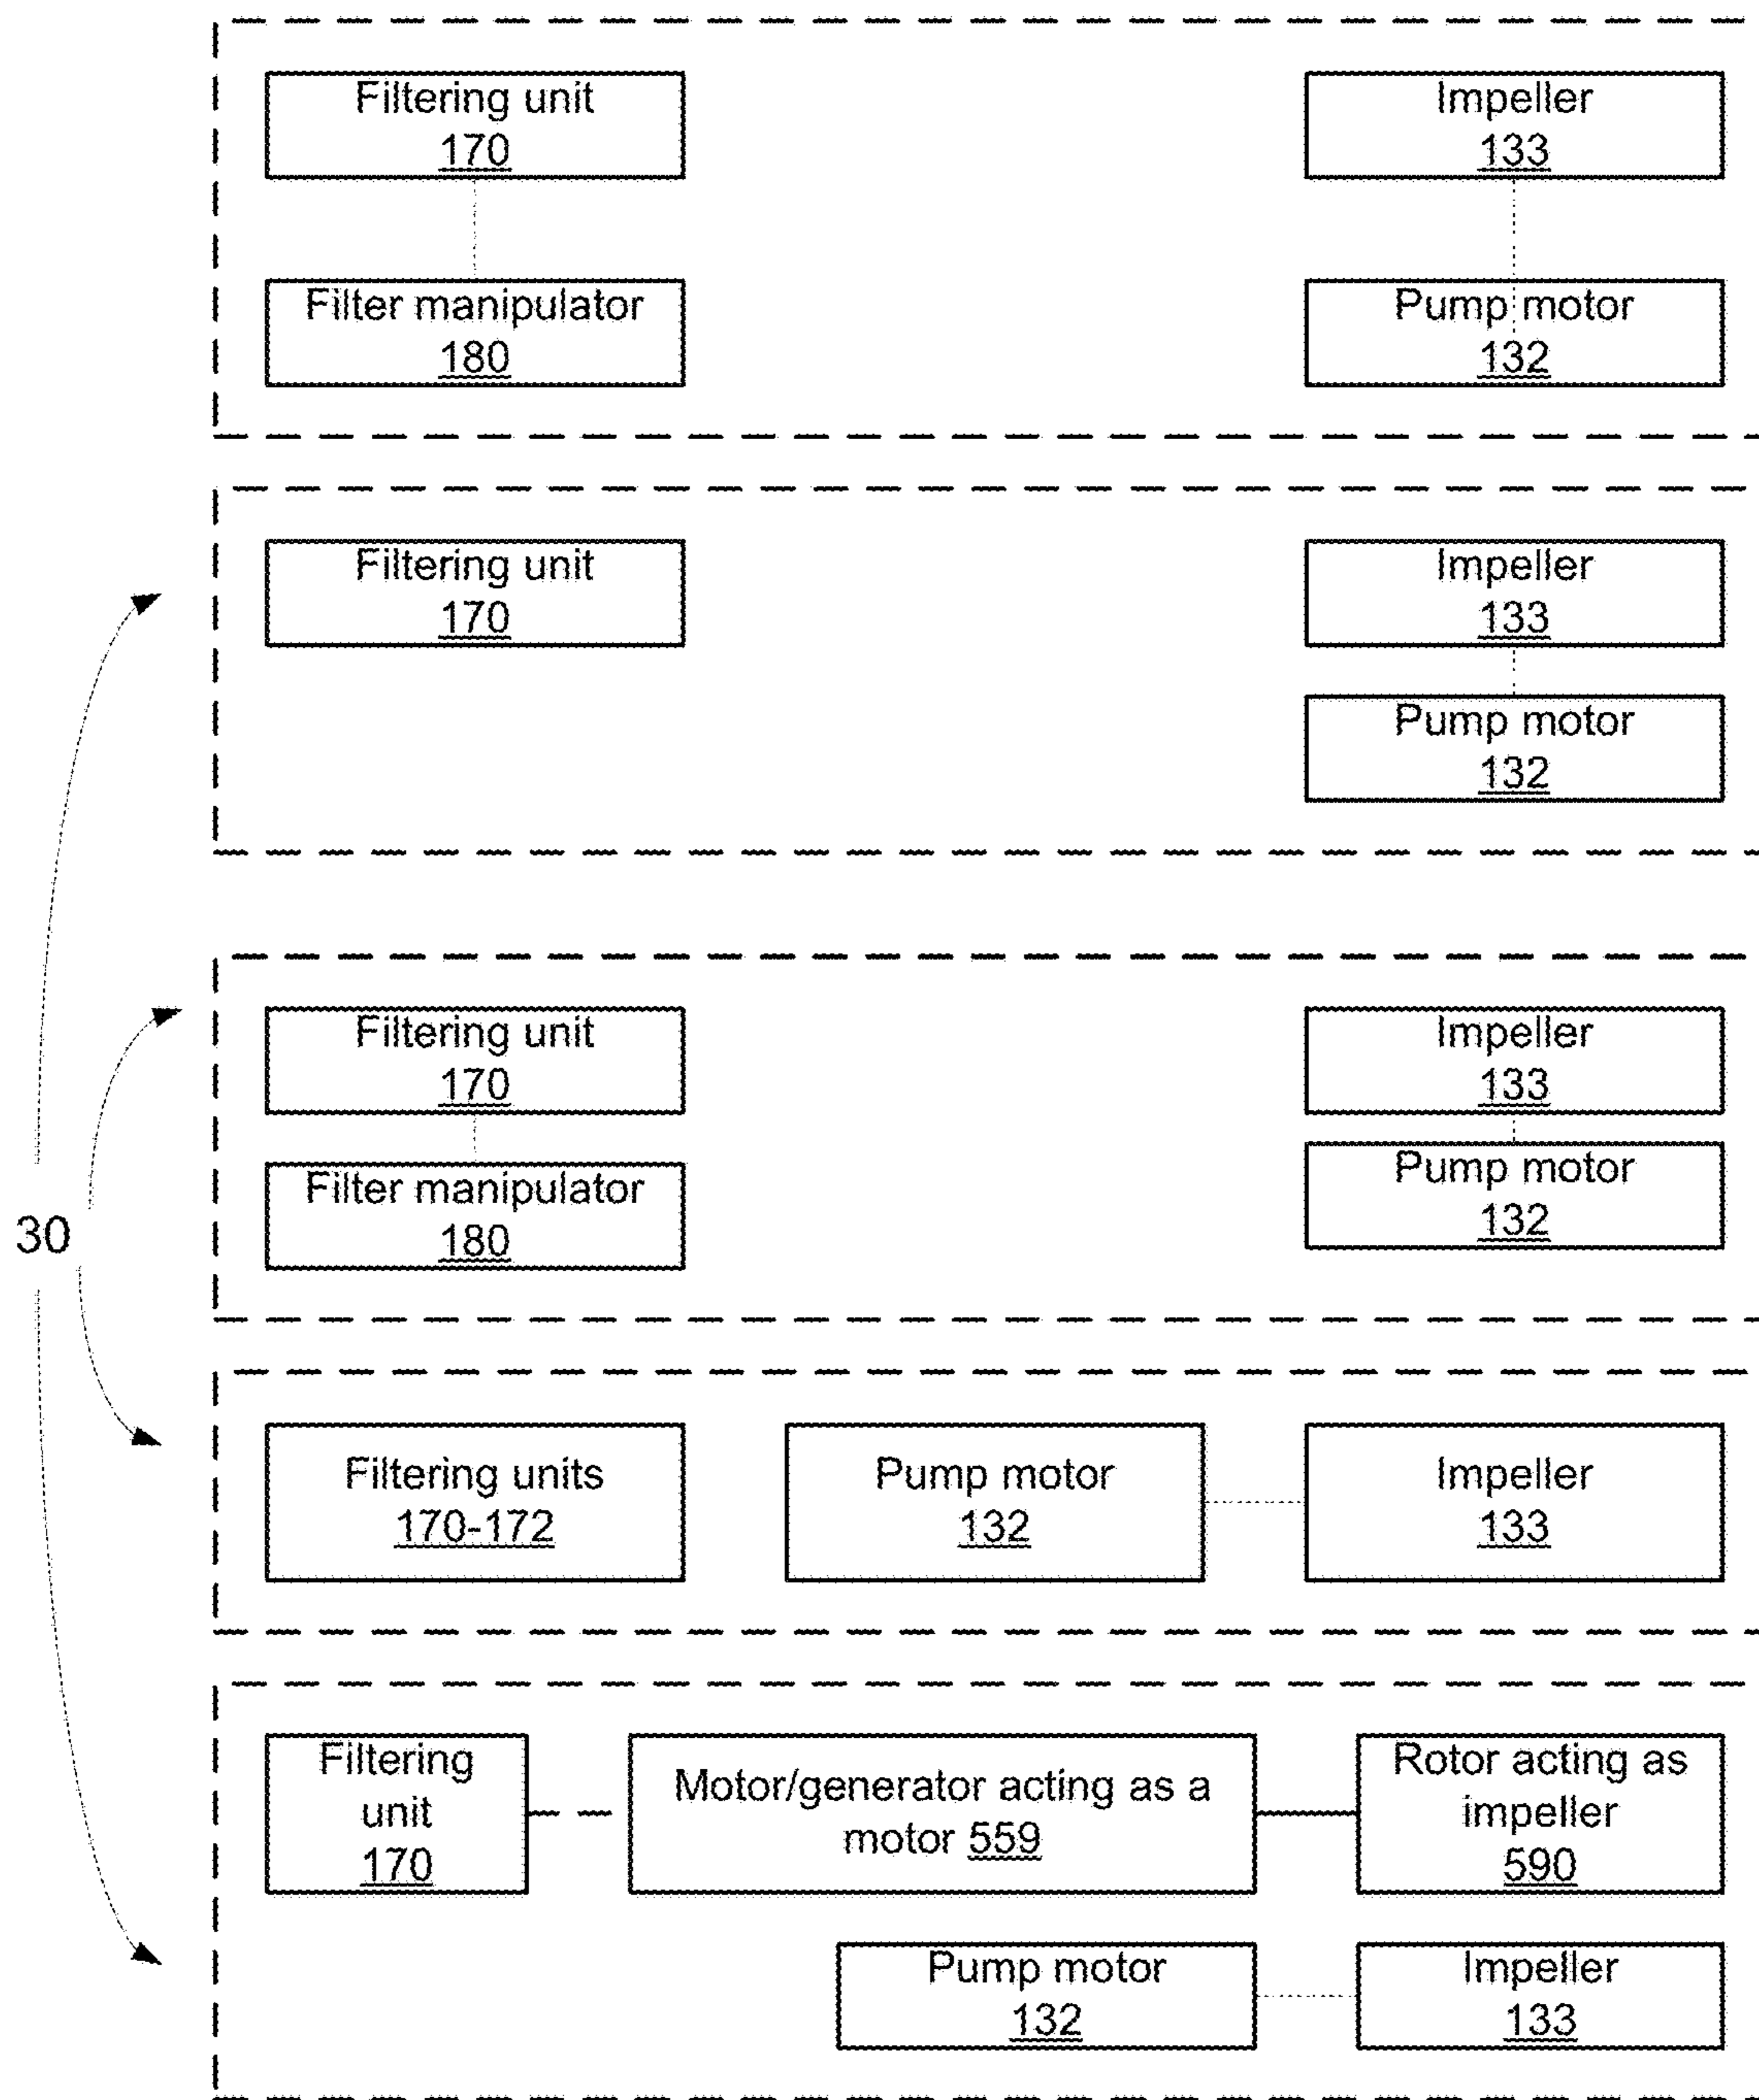 Filtering unit
170
Impeller
133
Filter manipulator
180
Pump motor
132
Filtering unit
170
Impeller
133
Pump motor
132
Filtering unit
170
Impeller
133
Filter manipulator
180
Pump motor
132
30
Filtering units
170-172
Pump motor
132
Impeller
133
Filtering
unit
170
Motor/generator acting as a
motor 559
Rotor acting as
impeller
590
Pump motor
132
Impeller
133